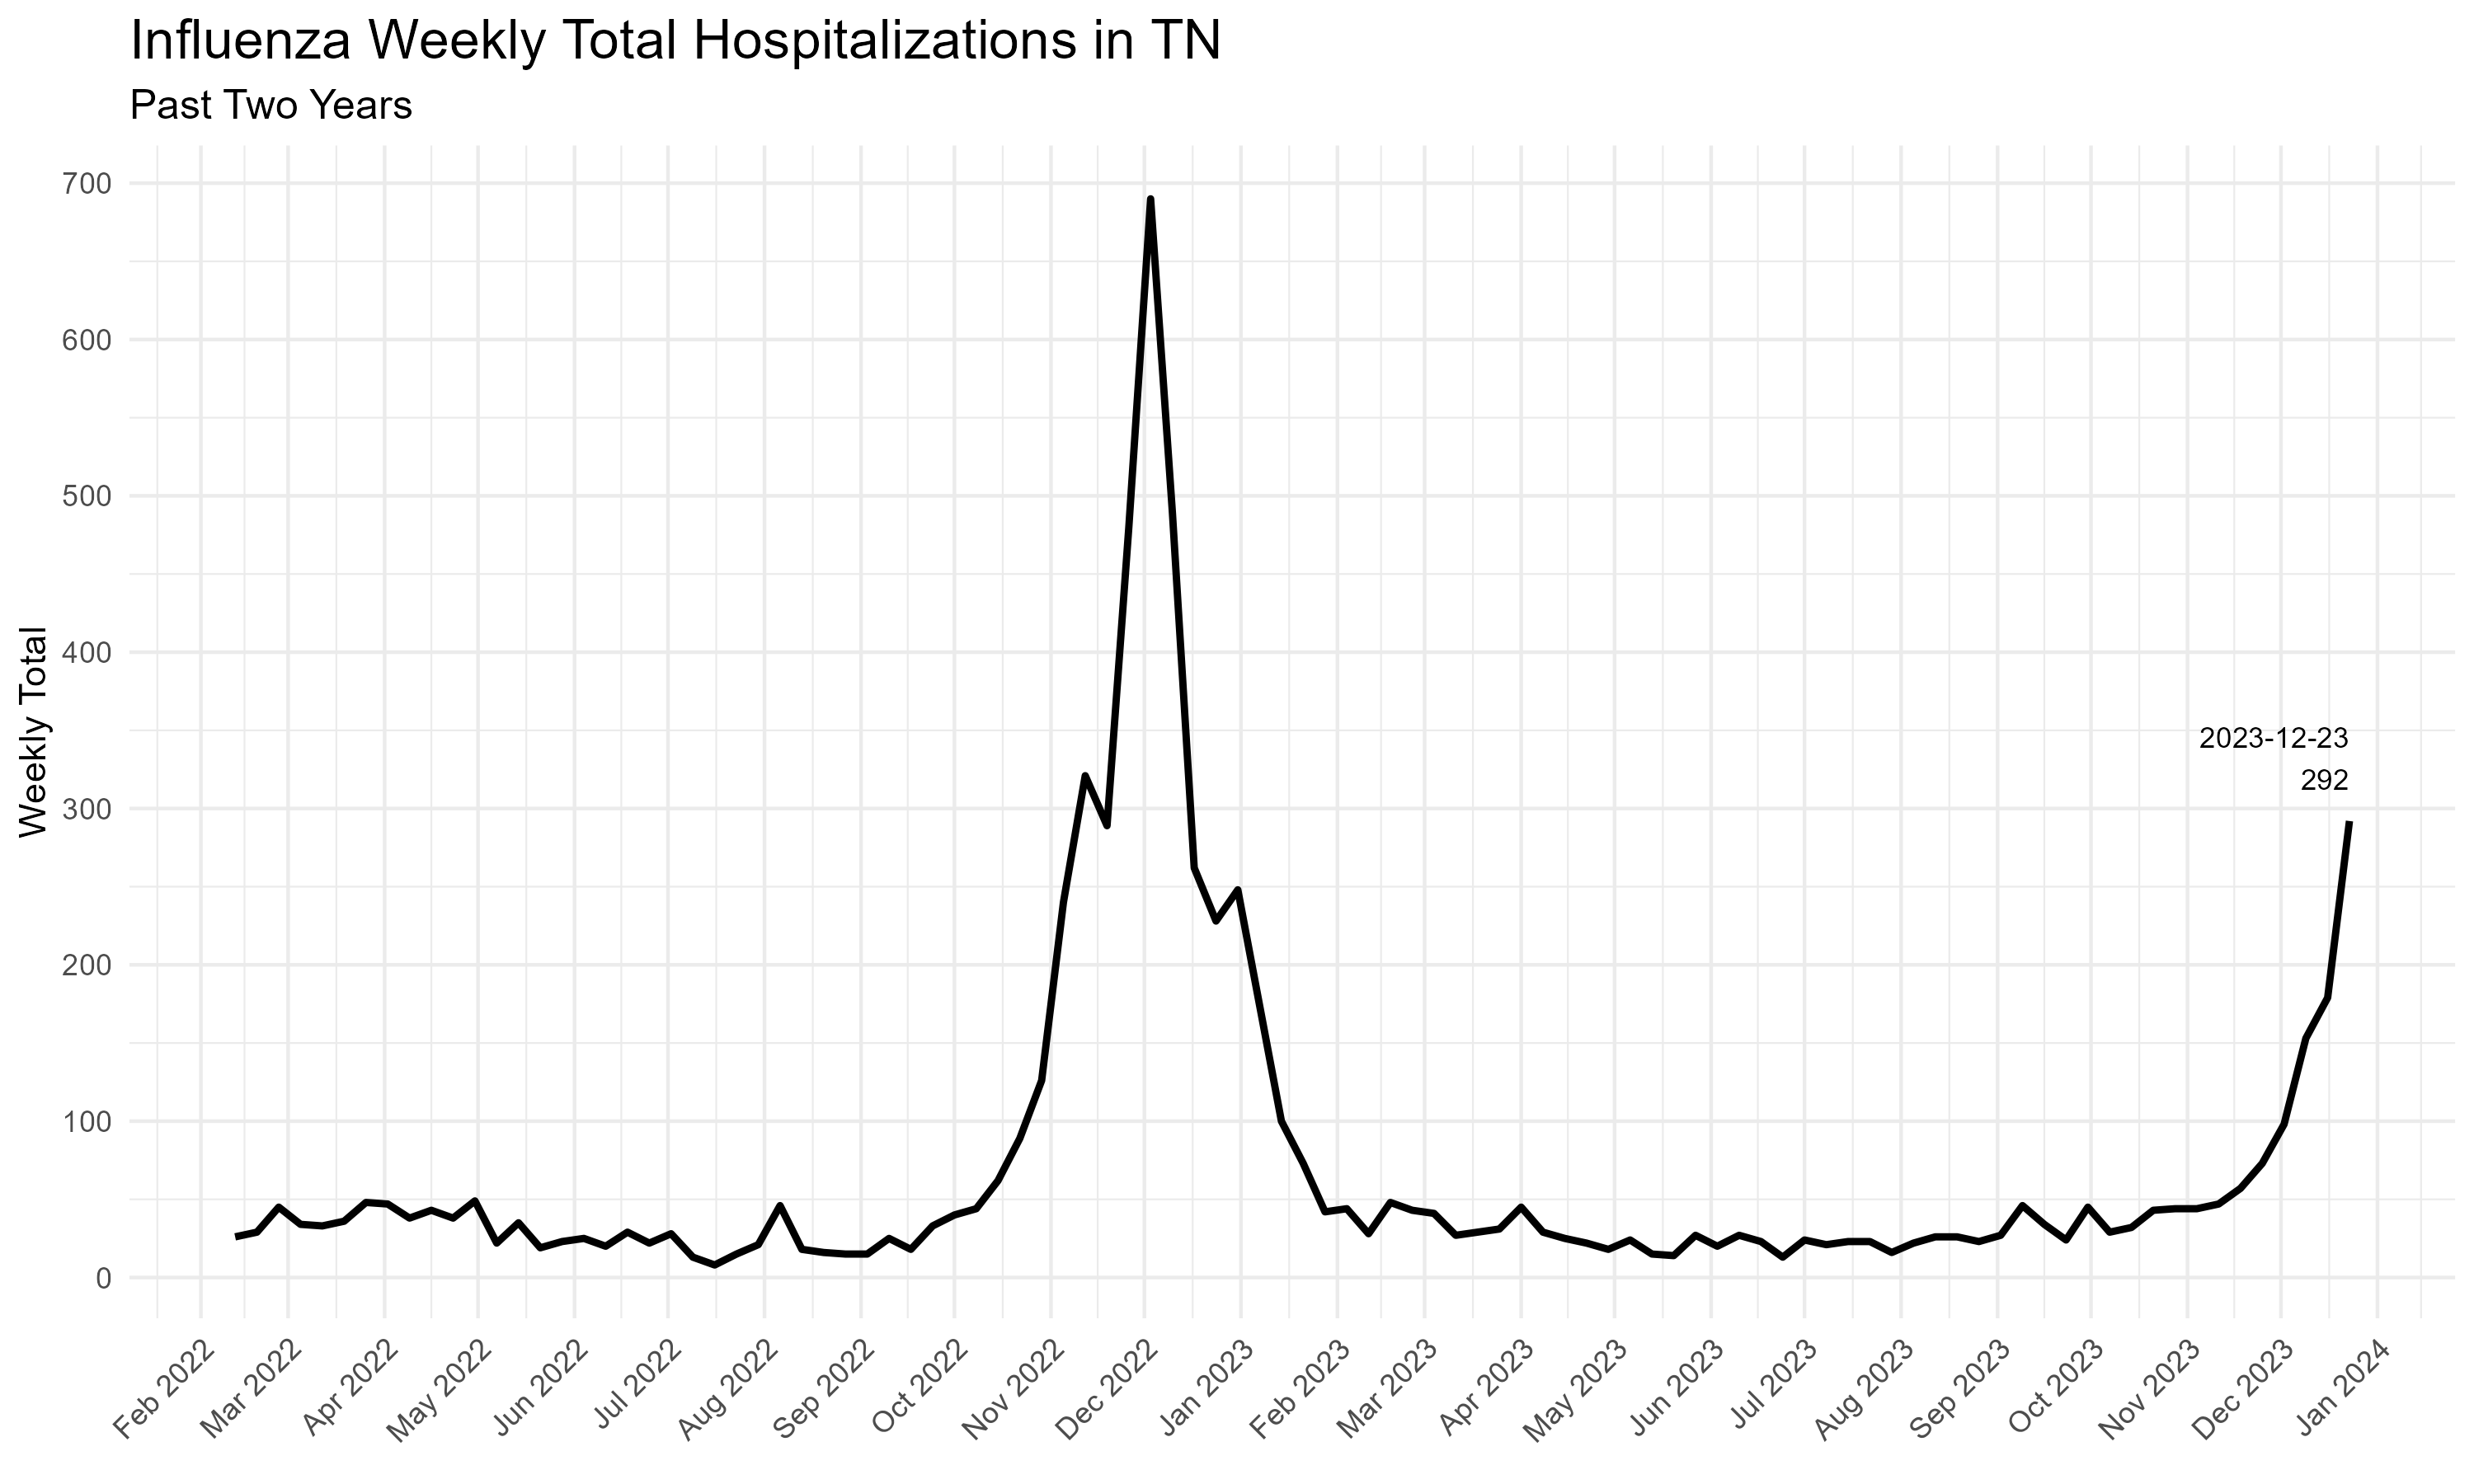 Influenza Weekly Total Hospitalizations in TN
Past Two Years
Weekly Total
700
600
500
400
300
200
100
0
2023-12-23
292
Feb 2022
Mar 2022
Apr 2022
May 2022
Jun 2022
Jul 2022
Aug 2022
Sep 2022
Oct 2022
Nov 2022
Dec 2022
Jan 2023
Feb 2023
Mar 2023
Apr 2023
May 2023
Jun 2023
Jul 2023
Aug 2023
Sep 2023
Oct 2023
Nov 2023
Dec 2023
Jan 2024